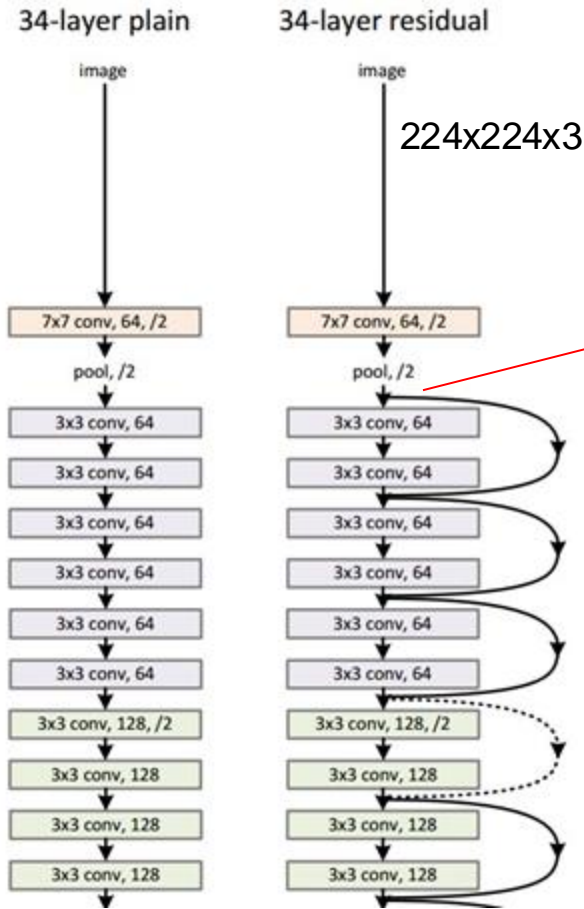 34-layer plain
image
7x7 conv, 64, /2
pool, /2
3x3 conv, 64
3x3 conv, 64
3x3 conv, 64
3x3 conv, 64
3x3 conv, 64
3x3 conv, 64
3x3 conv, 128, /2
3x3 conv, 128
3x3 conv, 128
3x3 conv, 128
34-layer residual
image
224x224x3
7x7 conv, 64, /2
pool, /2
3x3 conv, 64
3x3 conv, 64
3x3 conv, 64
3x3 conv, 64
3x3 conv, 64
3x3 conv, 64
3x3 conv, 128, /2
3x3 conv, 128
3x3 conv, 128
3x3 conv, 128